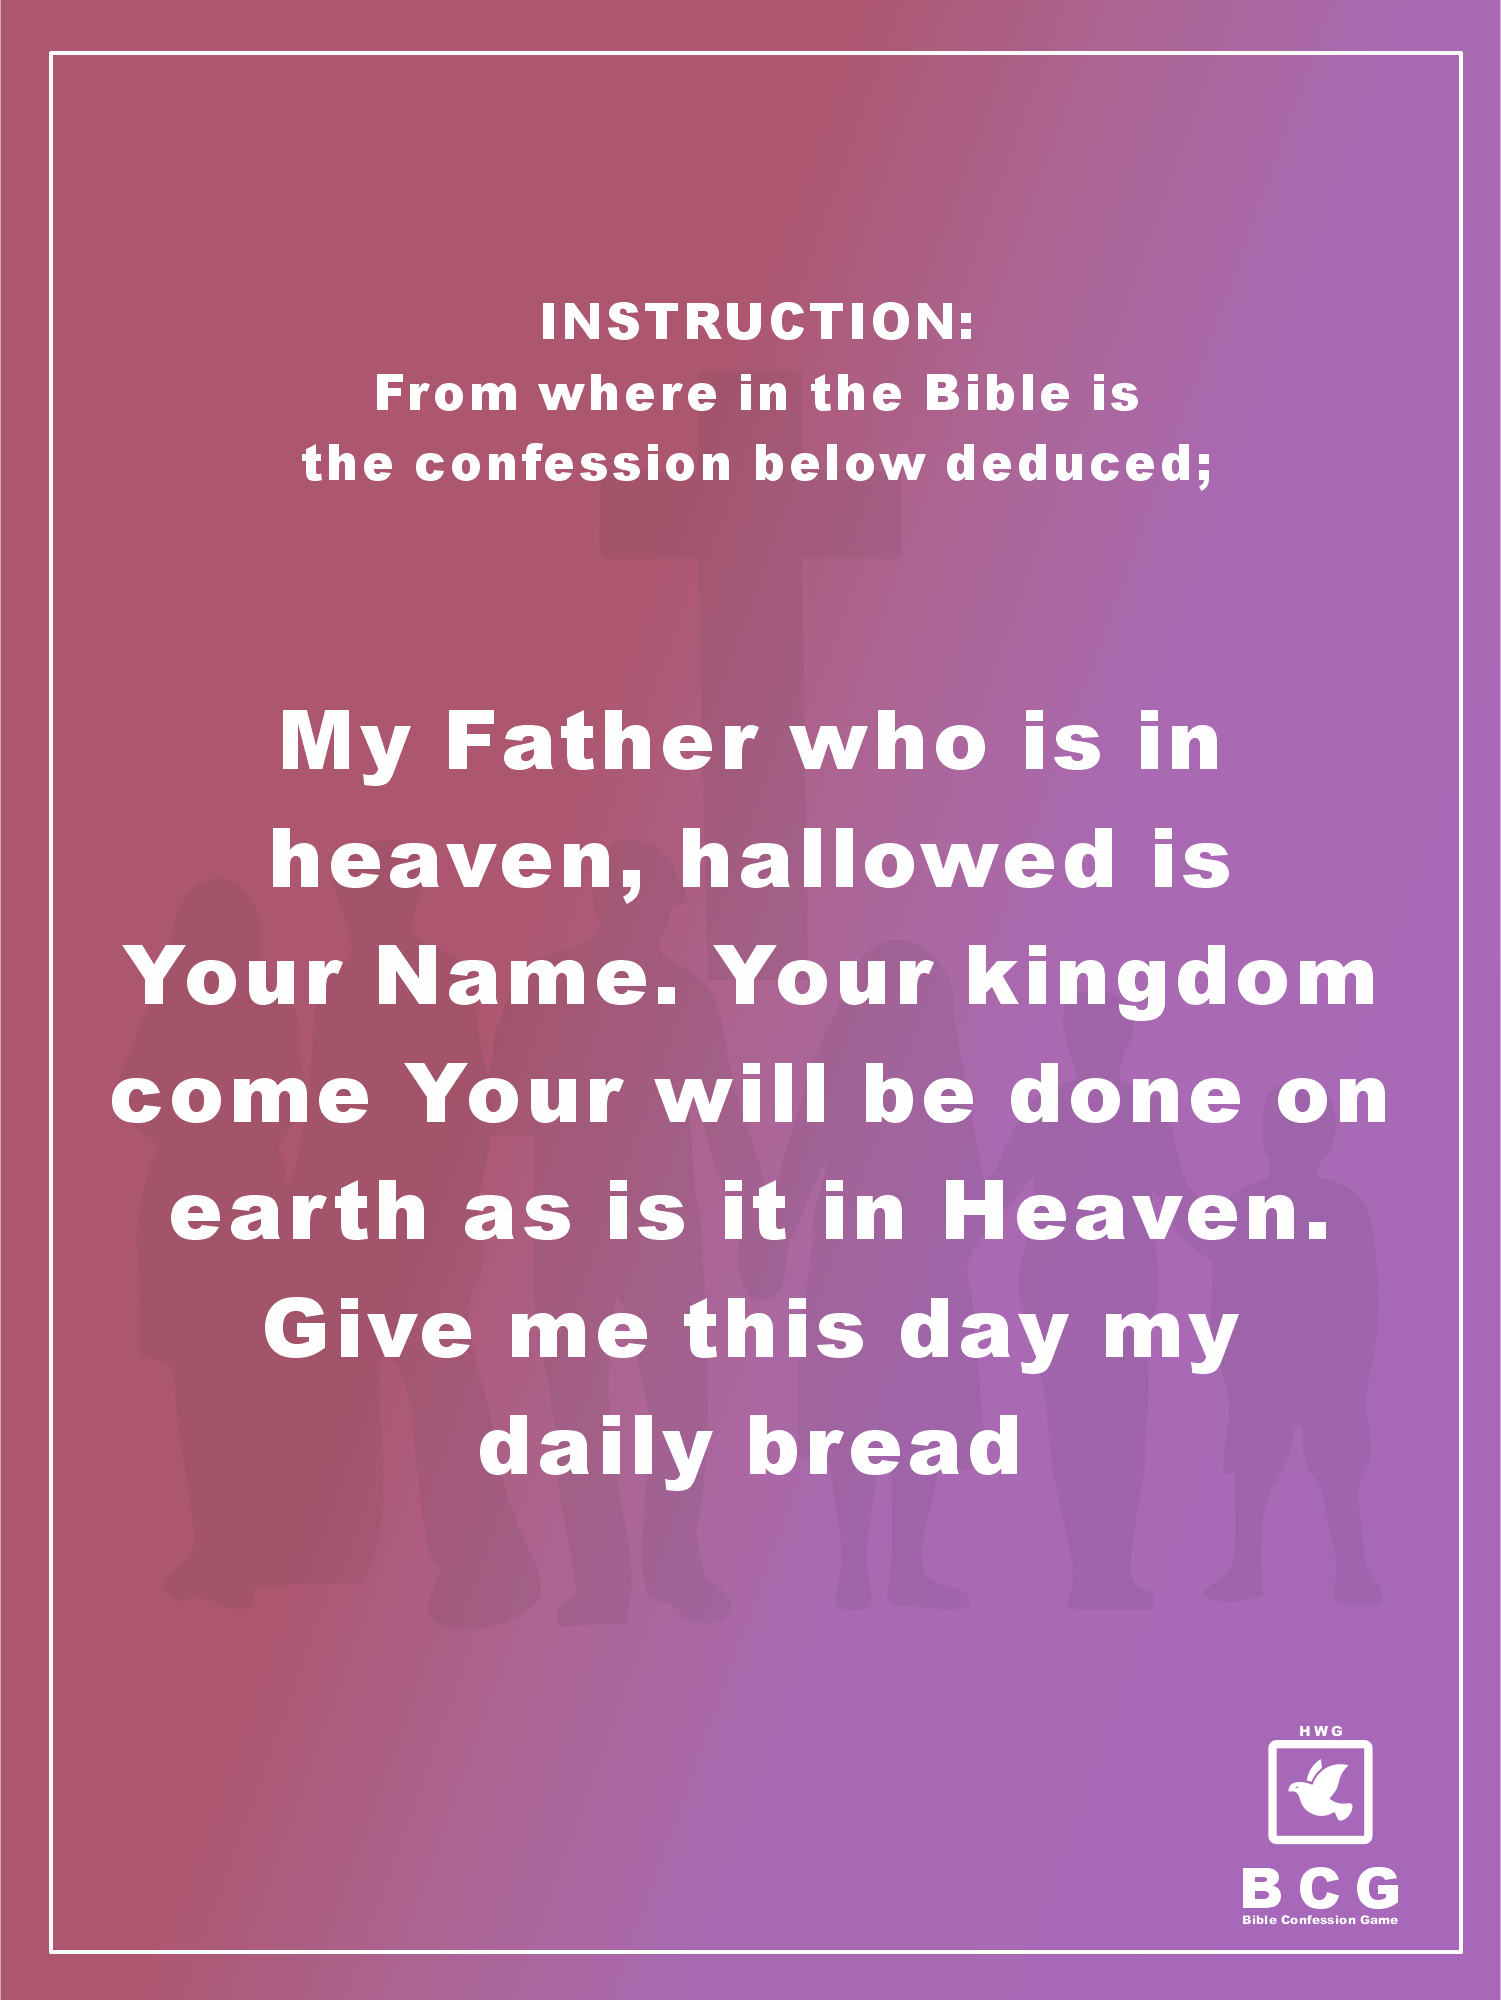 INSTRUCTION:
From where in the Bible is
the confession below deduced;
My Father who is in
heaven, hallowed is
Your Name. Your kingdom
come Your will be done on
earth as is it in Heaven.
Give me this day my
daily bread
HWG
BCG
Bible Confession Game